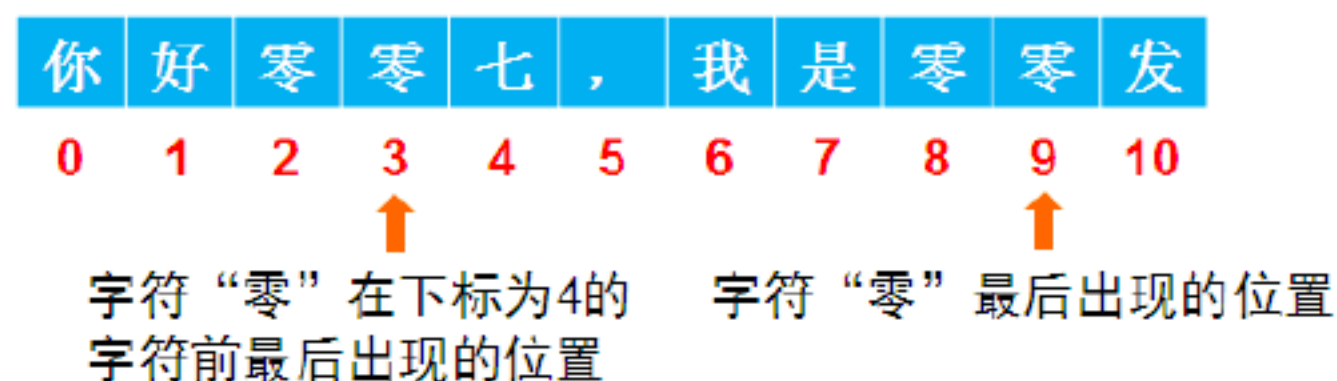 你好零零七，我是零零发
0 1 2 3 4 5 6 7 8 9 10
字符“零”在下标为4的 字符“零”最后出现的位置
字符前最后出现的位置